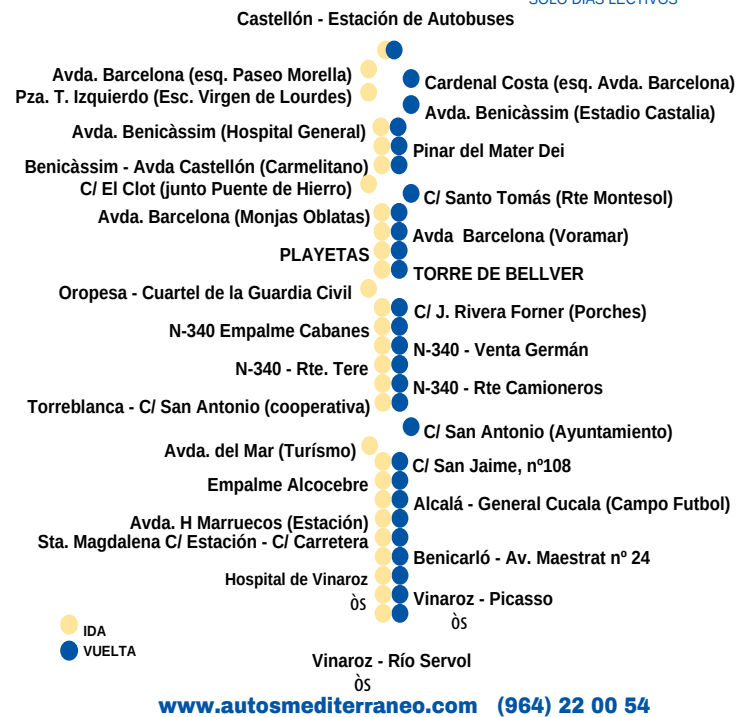 SOLO DÍAS LECTIVOS
Castellón - Estación de Autobuses
Avda. Barcelona (esq. Paseo Morella)
Cardenal Costa (esq. Avda. Barcelona)
Pza. T. Izquierdo (Esc. Virgen de Lourdes)
Avda. Benicàssim (Estadio Castalia)
Avda. Benicàssim (Hospital General)
Pinar del Mater Dei
Benicàssim - Avda Castellón (Carmelitano)
C/ El Clot (junto Puente de Hierro)
C/ Santo Tomás (Rte Montesol)
Avda. Barcelona (Monjas Oblatas)
Avda Barcelona (Voramar)
PLAYETAS
TORRE DE BELLVER
Oropesa - Cuartel de la Guardia Civil
C/ J. Rivera Forner (Porches)
N-340 Empalme Cabanes
N-340 - Venta Germán
N-340 - Rte. Tere
N-340 - Rte Camioneros
Torreblanca - C/ San Antonio (cooperativa)
C/ San Antonio (Ayuntamiento)
Avda. del Mar (Turísmo)
C/ San Jaime, nº108
Empalme Alcocebre
Alcalá - General Cucala (Campo Futbol)
Avda. H Marruecos (Estación)
Sta. Magdalena C/ Estación - C/ Carretera
Benicarló - Av. Maestrat nº 24
Hospital de Vinaroz
òs
Vinaroz - Picasso
òs
IDA
VUELTA
Vinaroz - Río Servol
òs
www.autosmediterraneo.com (964) 22 00 54